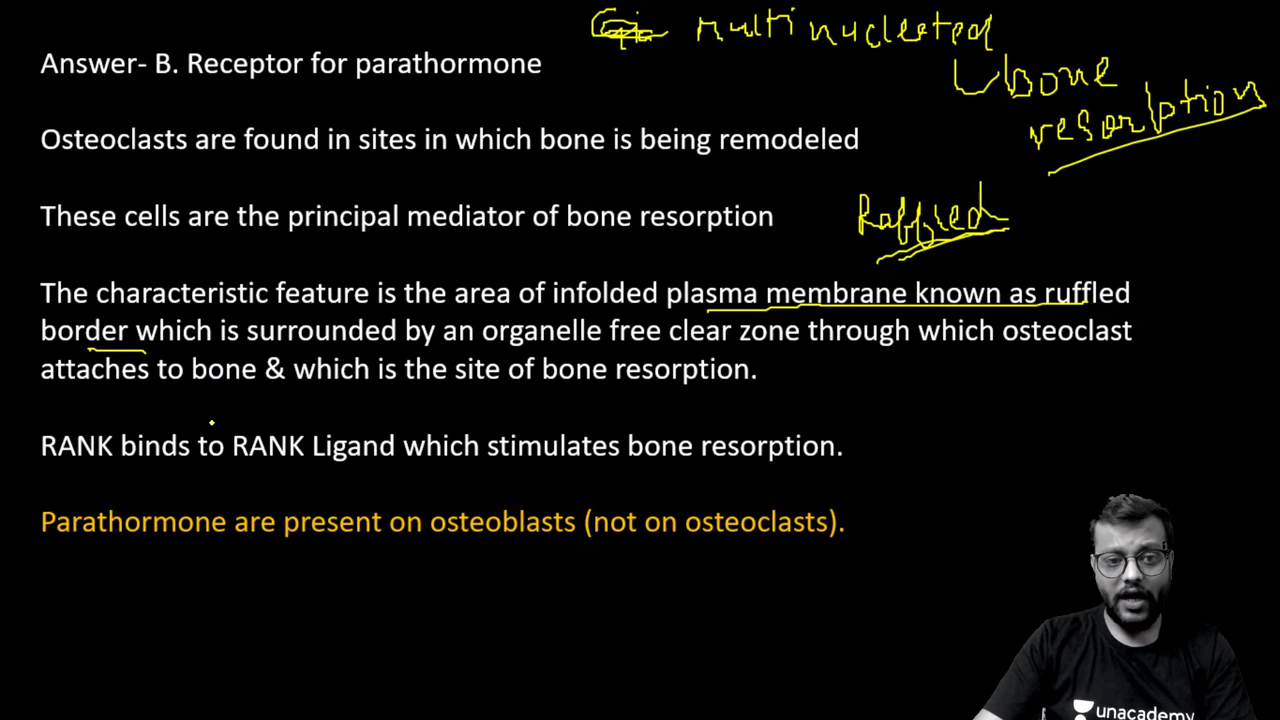 multinucleated
Answer- B. Receptor for parathormone
bone
resorption
Osteoclasts are found in sites in which bone is being remodeled
These cells are the principal mediator of bone resorption
Ruffled
The characteristic feature is the area of infolded plasma membrane known as ruffled
border which is surrounded by an organelle free clear zone through which osteoclast
attaches to bone & which is the site of bone resorption.
RANK binds to RANK Ligand which stimulates bone resorption.
Parathormone are present on osteoblasts (not on osteoclasts).
unacademy